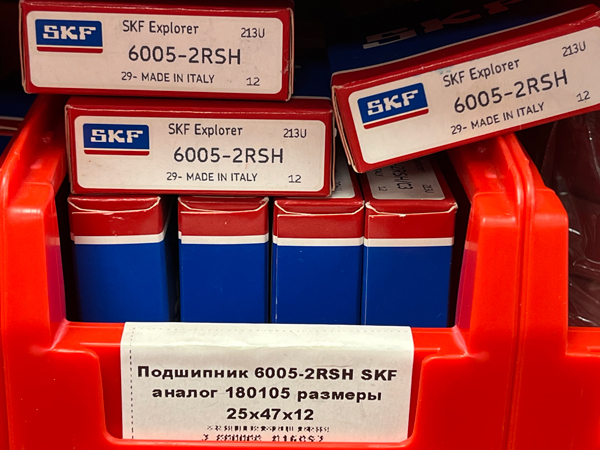 SKF
SKF Explorer
213U
6005-2RSH
29- MADE IN ITALY
12
SKF
SKF Explorer
213U
6005-2RSH
29- MADE IN ITALY
12
SKF
SKF Explorer
213U
6005-2RSH
29- MADE IN ITALY
12
Подшипник 6005-2RSH SKF
аналог 180105 размеры
25х47х12